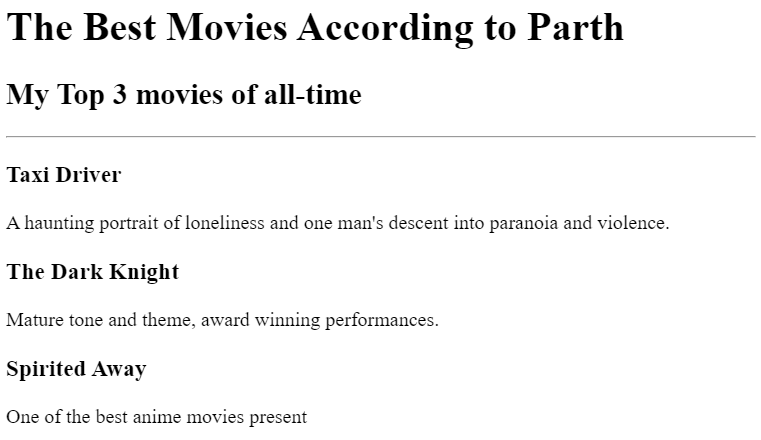 The Best Movies According to Parth
My Top 3 movies of all-time
Taxi Driver
A haunting portrait of loneliness and one man's descent into paranoia and violence.
The Dark Knight
Mature tone and theme, award winning performances.
Spirited Away
One of the best anime movies present